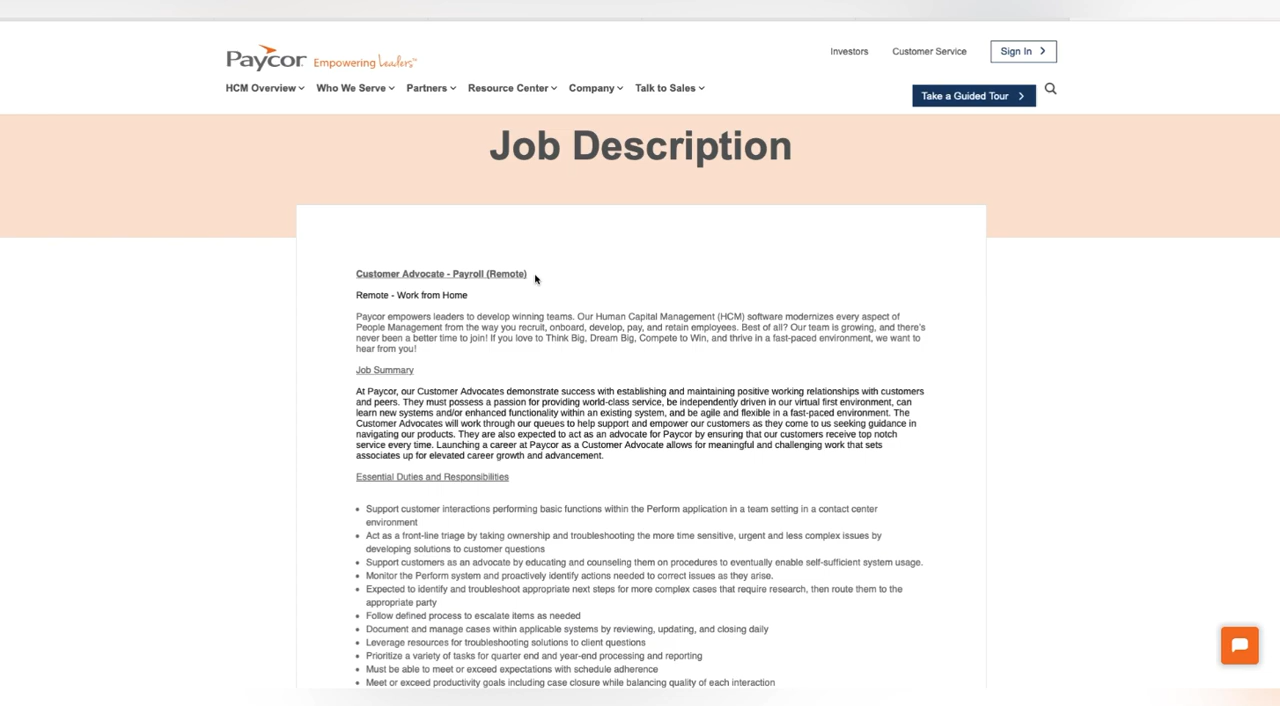 Paycor Empowering Leaders™
Investors Customer Service Sign In
HCM Overview Who We Serve Partners Resource Center Company Talk to Sales
Take a Guided Tour
Job Description
Customer Advocate - Payroll (Remote)
Remote - Work from Home
Paycor empowers leaders to develop winning teams. Our Human Capital Management (HCM) software modernizes every aspect of
People Management from the way you recruit, onboard, develop, pay, and retain employees. Best of all? Our team is growing, and there's
never been a better time to join! If you love to Think Big, Dream Big, Compete to Win, and thrive in a fast-paced environment, we want to
hear from you!
Job Summary
At Paycor, our Customer Advocates demonstrate success with establishing and maintaining positive working relationships with customers
and peers. They must possess a passion for providing world-class service, be independently driven in our virtual first environment, can
learn new systems and/or enhanced functionality within an existing system, and be agile and flexible in a fast-paced environment. The
Customer Advocates will work through our queues to help support and empower our customers as they come to us seeking guidance in
navigating our products. They are also expected to act as an advocate for Paycor by ensuring that our customers receive top notch
service every time. Launching a career at Paycor as a Customer Advocate allows for meaningful and challenging work that sets
associates up for elevated career growth and advancement.
Essential Duties and Responsibilities
• Support customer interactions performing basic functions within the Perform application in a team setting in a contact center
environment
• Act as a front-line triage by taking ownership and troubleshooting the more time sensitive, urgent and less complex issues by
developing solutions to customer questions
• Support customers as an advocate by educating and counseling them on procedures to eventually enable self-sufficient system usage.
• Monitor the Perform system and proactively identify actions needed to correct issues as they arise.
• Expected to identify and troubleshoot appropriate next steps for more complex cases that require research, then route them to the
appropriate party
• Follow defined process to escalate items as needed
• Document and manage cases within applicable systems by reviewing, updating, and closing daily
• Leverage resources for troubleshooting solutions to client questions
• Prioritize a variety of tasks for quarter end and year-end processing and reporting
• Must be able to meet or exceed expectations with schedule adherence
• Meet or exceed productivity goals including case closure while balancing quality of each interaction